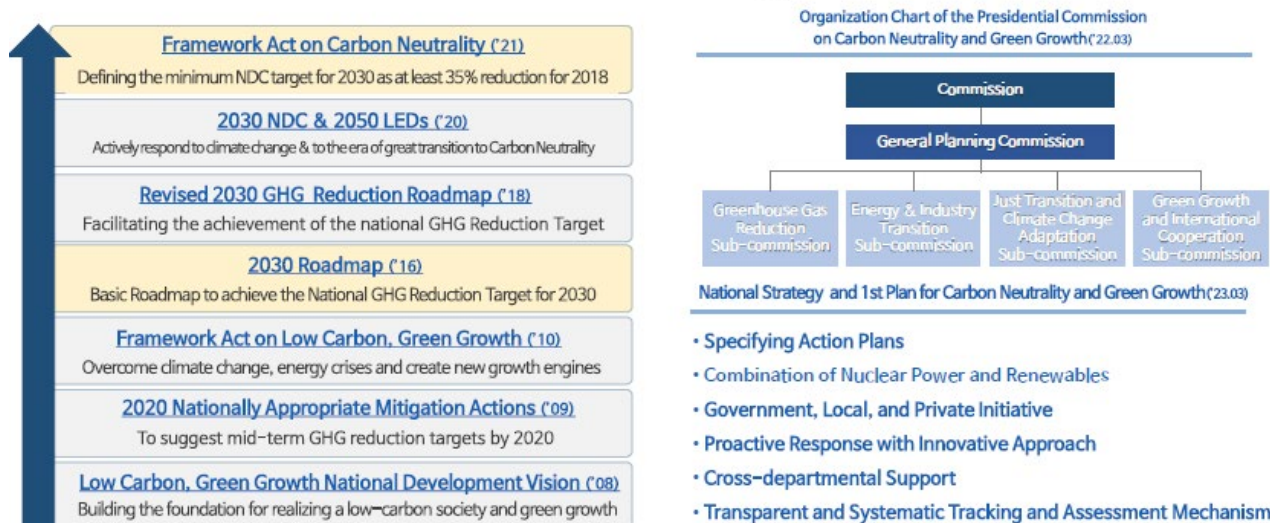 Framework Act on Carbon Neutrality ('21)
Defining the minimum NDC target for 2030 as at least 35% reduction for 2018
2030 NDC & 2050 LEDs ('20)
Actively respond to climate change & to the era of great transition to Carbon Neutrality
Revised 2030 GHG Reduction Roadmap ('18)
Facilitating the achievement of the national GHG Reduction Target
2030 Roadmap ('16)
Basic Roadmap to achieve the National GHG Reduction Target for 2030
Framework Act on Low Carbon, Green Growth ('10)
Overcome climate change, energy crises and create new growth engines
2020 Nationally Appropriate Mitigation Actions ('09)
To suggest mid-term GHG reduction targets by 2020
Low Carbon, Green Growth National Development Vision ('08)
Building the foundation for realizing a low-carbon society and green growth
Organization Chart of the Presidential Commission
on Carbon Neutrality and Green Growth('22.03)
Commission
General Planning Commission
Greenhouse Gas
Reduction
Sub-commission
Energy & Industry
Transition
Sub-commission
Just Transition and
Climate Change
Adaptation
Sub-commission
Green Growth
and International
Cooperation
Sub-commission
National Strategy and 1st Plan for Carbon Neutrality and Green Growth('23.03)
• Specifying Action Plans
• Combination of Nuclear Power and Renewables
• Government, Local, and Private Initiative
• Proactive Response with Innovative Approach
• Cross-departmental Support
• Transparent and Systematic Tracking and Assessment Mechanism